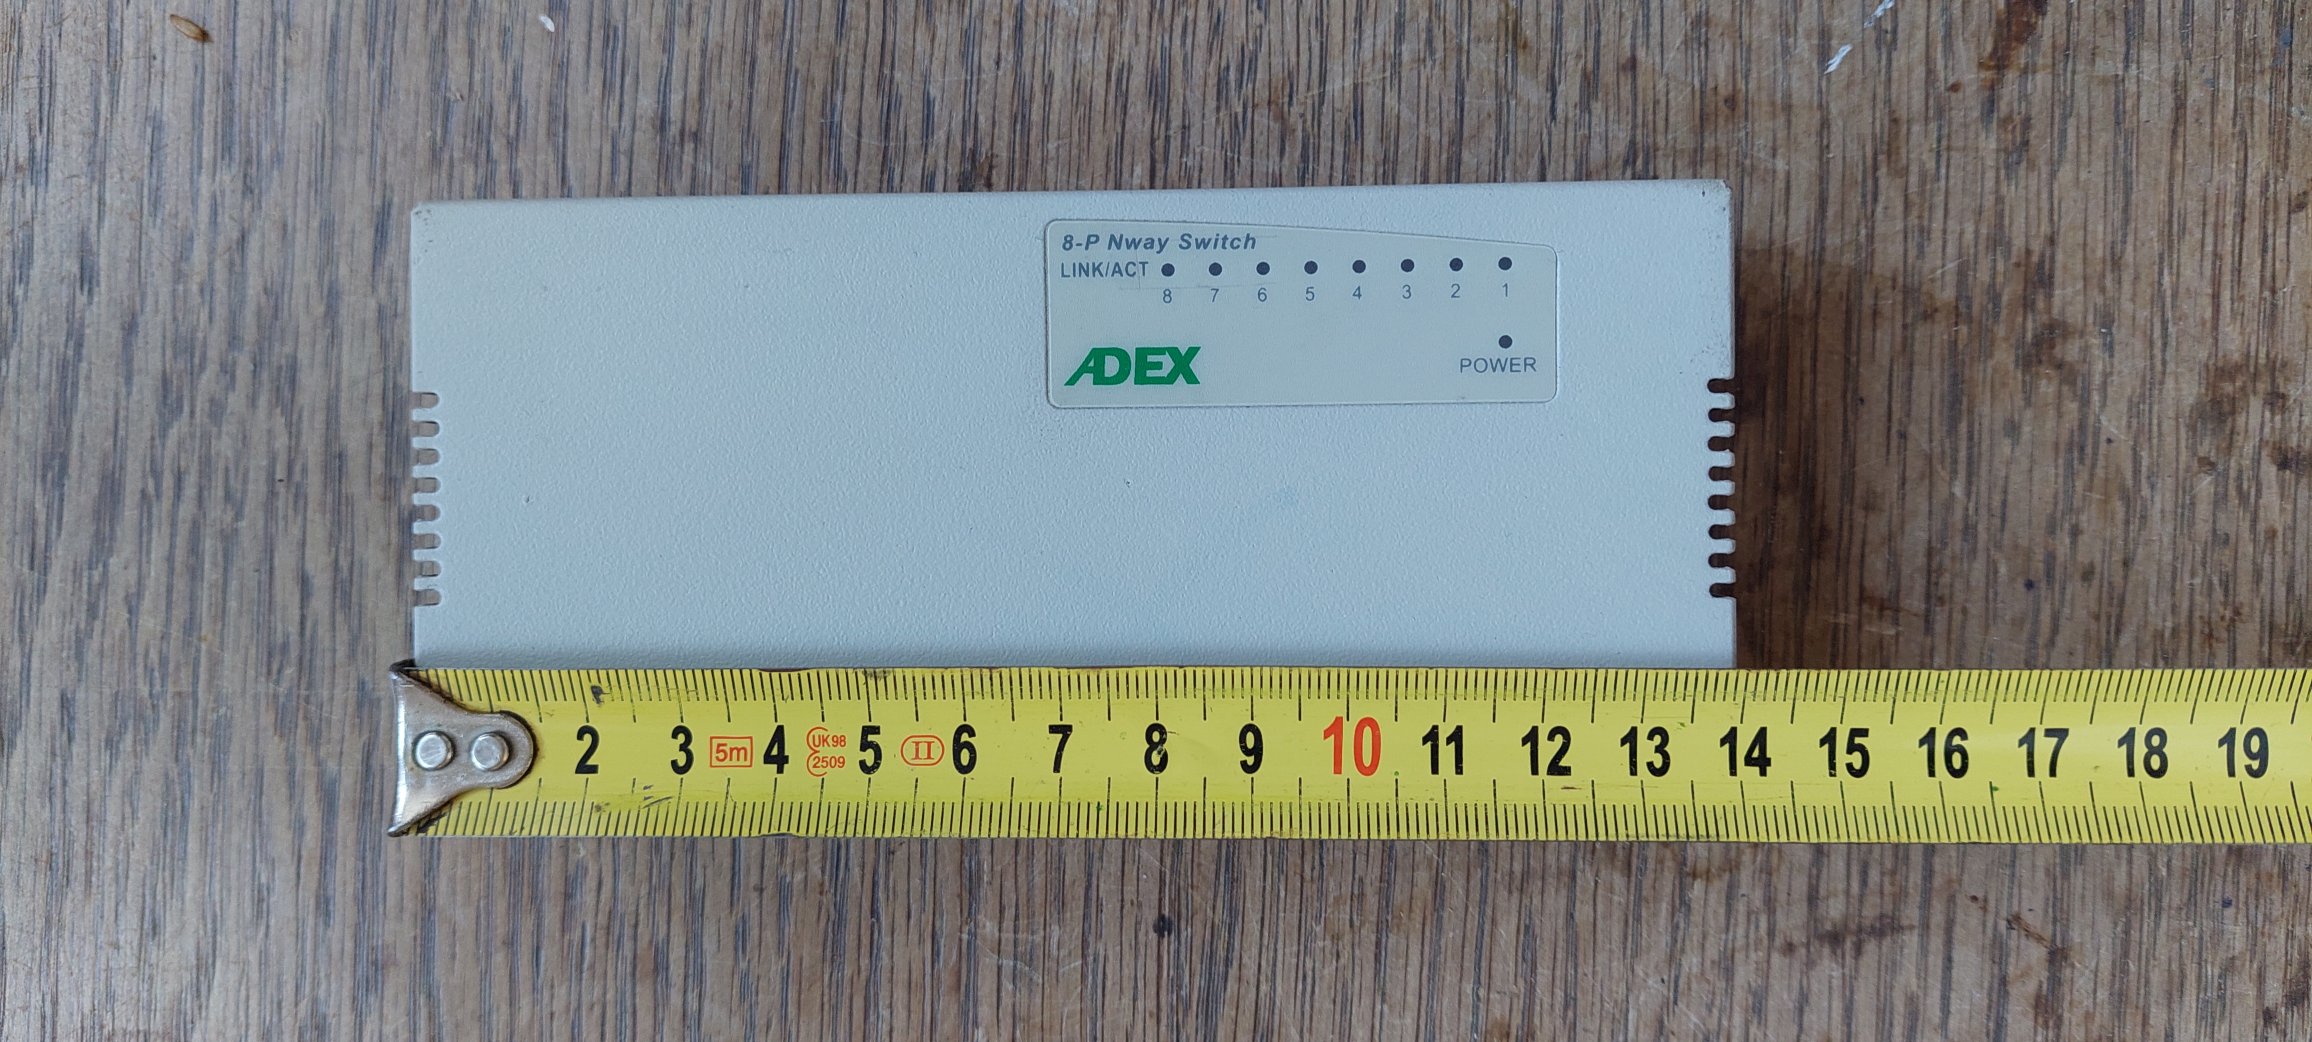 8-P Nway Switch
LINK/ACT
8 7 6 5 4 3 2 1
ADEX
POWER
2 3 5m 4 UK98 2509 5 II 6 7 8 9 10 11 12 13 14 15 16 17 18 19